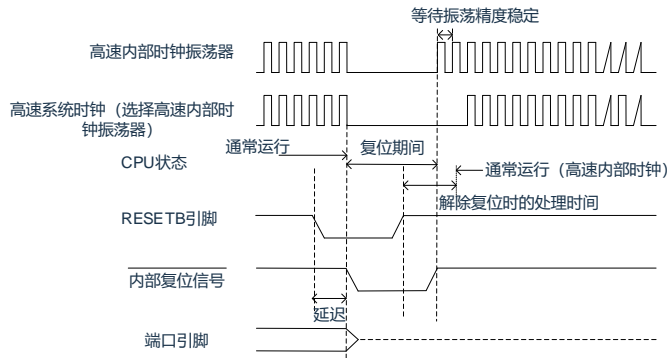 等待振荡精度稳定
高速内部时钟振荡器
高速系统时钟（选择高速内部时
钟振荡器）
通常运行
复位期间
CPU状态
通常运行（高速内部时钟）
解除复位时的处理时间
RESETB引脚
内部复位信号
延迟
端口引脚